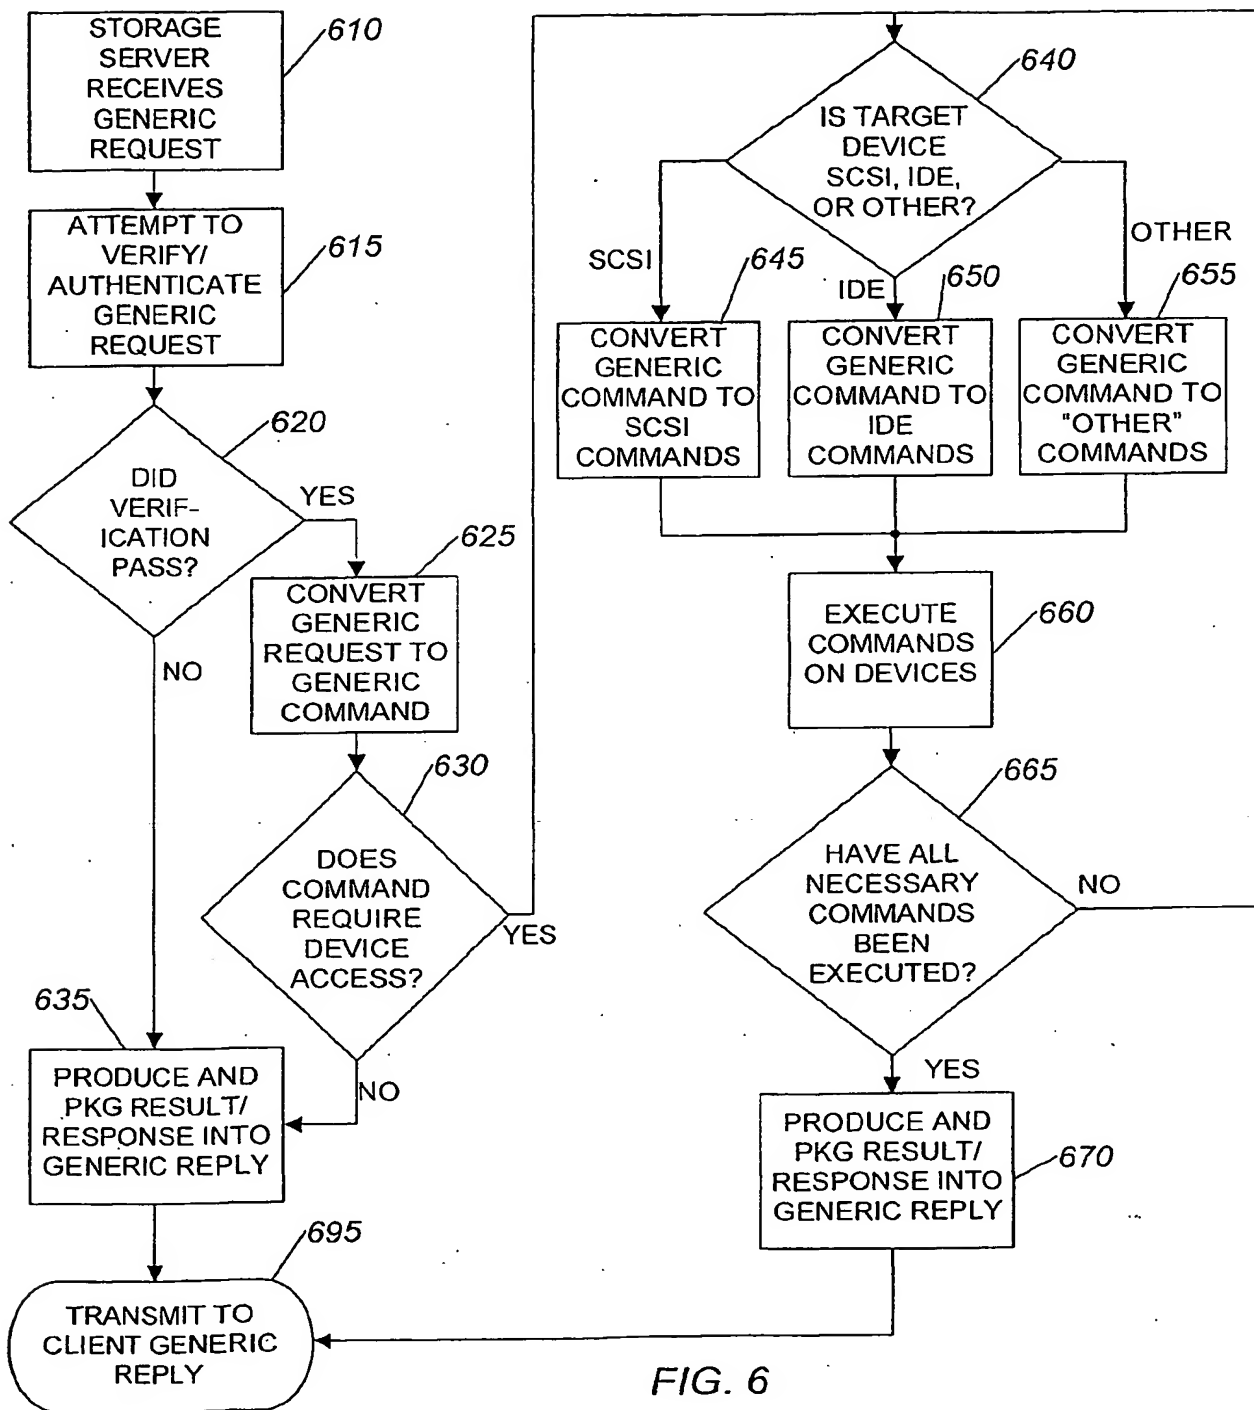 STORAGE
SERVER
RECEIVES
GENERIC
REQUEST
610
ATTEMPT TO
VERIFY/
AUTHENTICATE
GENERIC
REQUEST
615
DID
VERIF-
ICATION
PASS?
620
YES
NO
CONVERT
GENERIC
REQUEST TO
GENERIC
COMMAND
625
DOES
COMMAND
REQUIRE
DEVICE
ACCESS?
630
YES
NO
635
PRODUCE AND
PKG RESULT/
RESPONSE INTO
GENERIC REPLY
695
TRANSMIT TO
CLIENT GENERIC
REPLY
640
IS TARGET
DEVICE
SCSI, IDE,
OR OTHER?
SCSI
IDE
OTHER
645
CONVERT
GENERIC
COMMAND TO
SCSI
COMMANDS
650
CONVERT
GENERIC
COMMAND TO
IDE
COMMANDS
655
CONVERT
GENERIC
COMMAND TO
"OTHER"
COMMANDS
EXECUTE
COMMANDS
ON DEVICES
660
665
HAVE ALL
NECESSARY
COMMANDS
BEEN
EXECUTED?
NO
YES
PRODUCE AND
PKG RESULT/
RESPONSE INTO
GENERIC REPLY
670
FIG. 6